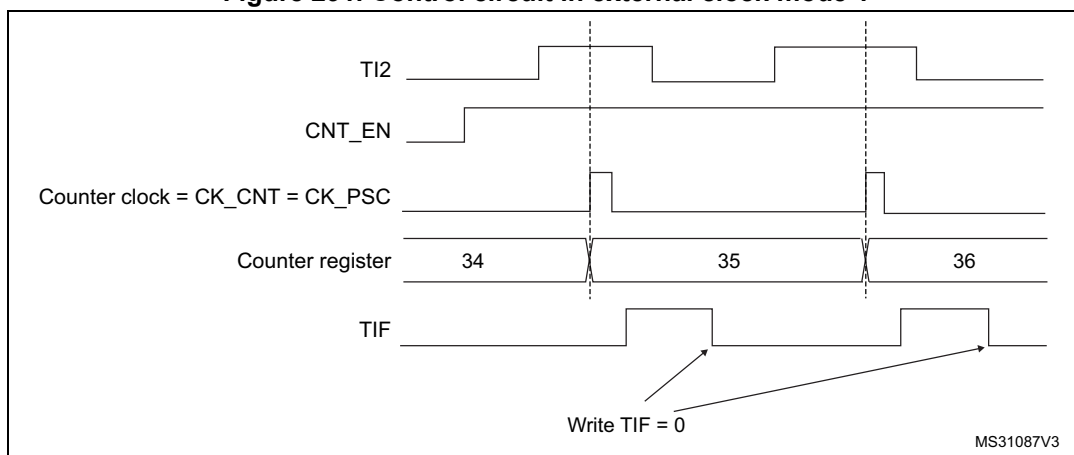 Figure Control circuit in external clock mode 1
TI2
CNT_EN
Counter clock = CK_CNT = CK_PSC
Counter register 34 35 36
TIF
Write TIF = 0
MS31087V3